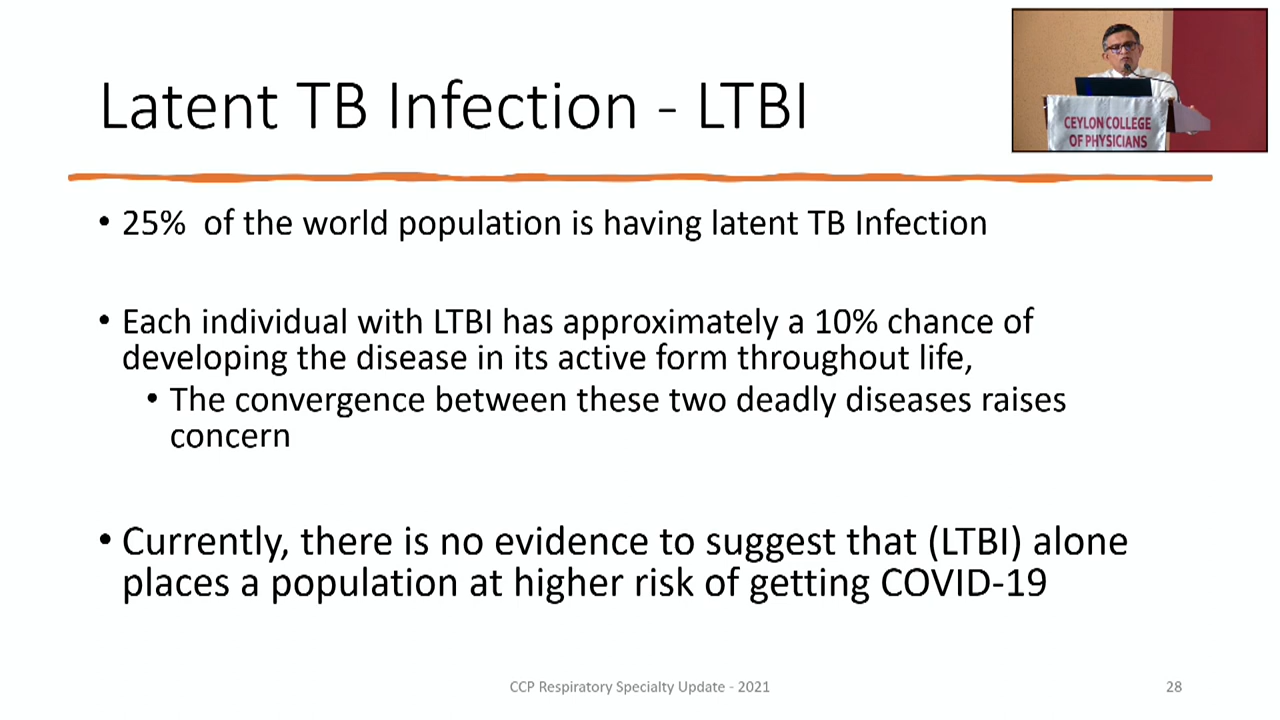 Latent TB Infection - LTBI
CEYLON COLLEGE
OF PHYSICIANS
• 25% of the world population is having latent TB Infection
• Each individual with LTBI has approximately a 10% chance of
developing the disease in its active form throughout life,
• The convergence between these two deadly diseases raises
concern
• Currently, there is no evidence to suggest that (LTBI) alone
places a population at higher risk of getting COVID-19
CCP Respiratory Specialty Update - 2021
28